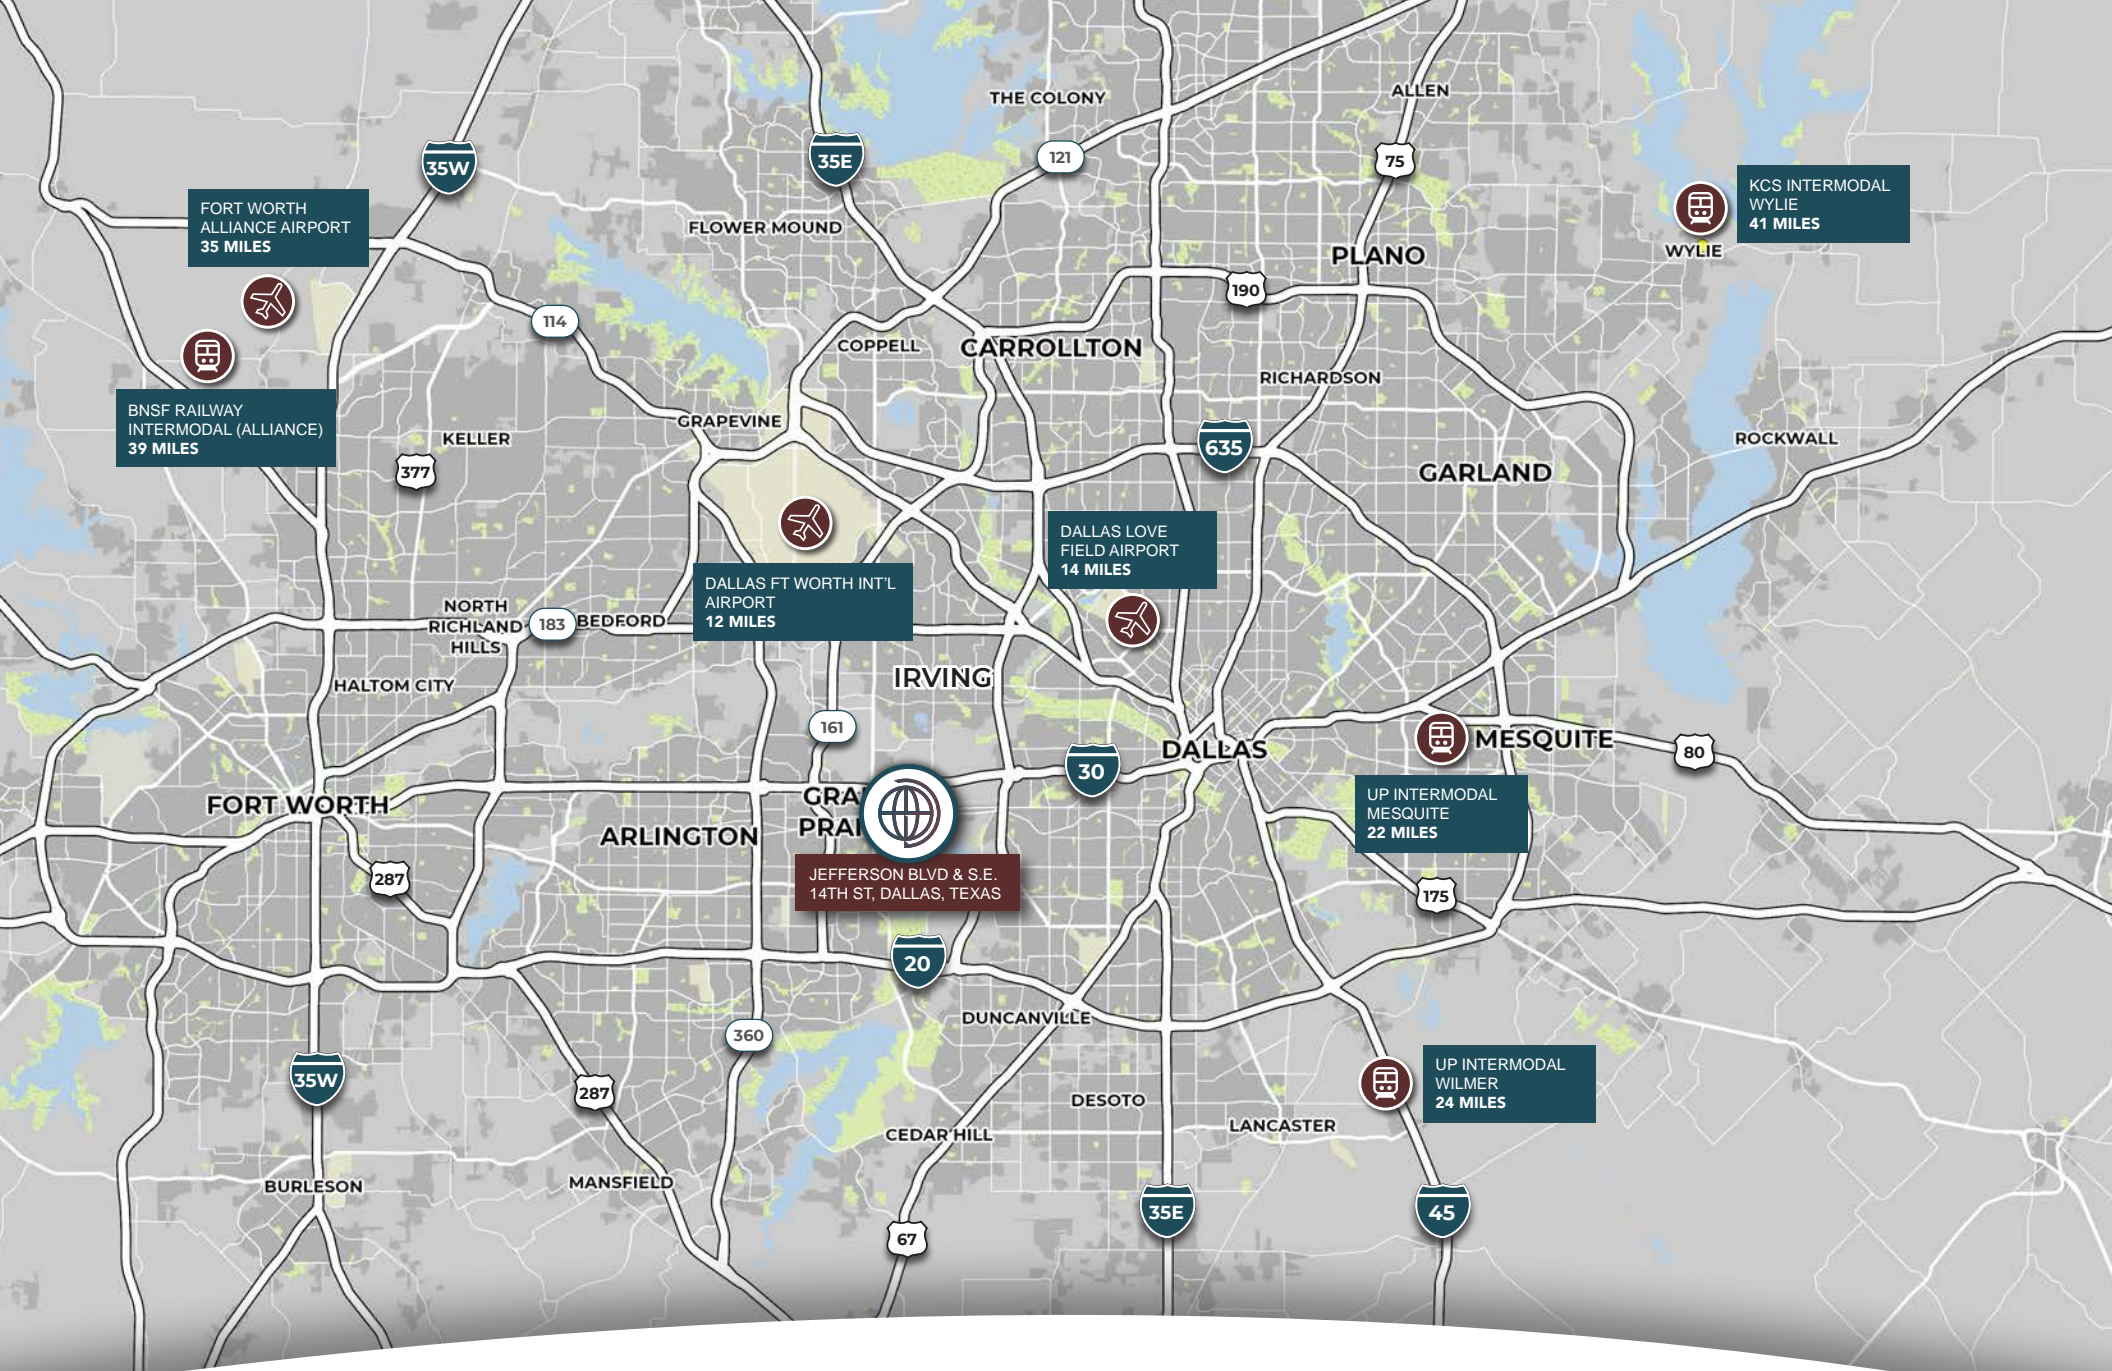 THE COLONY
ALLEN
35W
35E
121
75
KCS INTERMODAL
WYLIE
41 MILES
FORT WORTH
ALLIANCE AIRPORT
35 MILES
FLOWER MOUND
PLANO
WYLIE
190
114
COPPELL
CARROLLTON
RICHARDSON
BNSF RAILWAY
INTERMODAL (ALLIANCE)
39 MILES
KELLER
GRAPEVINE
635
ROCKWALL
377
GARLAND
DALLAS LOVE
FIELD AIRPORT
14 MILES
DALLAS FT WORTH INT'L
AIRPORT
12 MILES
NORTH
RICHLAND
HILLS
183
BEDFORD
IRVING
HALTOM CITY
161
DALLAS
MESQUITE
80
30
FORT WORTH
GRA
PRAI
ARLINGTON
UP INTERMODAL
MESQUITE
22 MILES
JEFFERSON BLVD & S.E.
14TH ST, DALLAS, TEXAS
287
175
20
DUNCANVILLE
360
35W
287
UP INTERMODAL
WILMER
24 MILES
DESOTO
LANCASTER
CEDAR HILL
BURLESON
MANSFIELD
35E
45
67